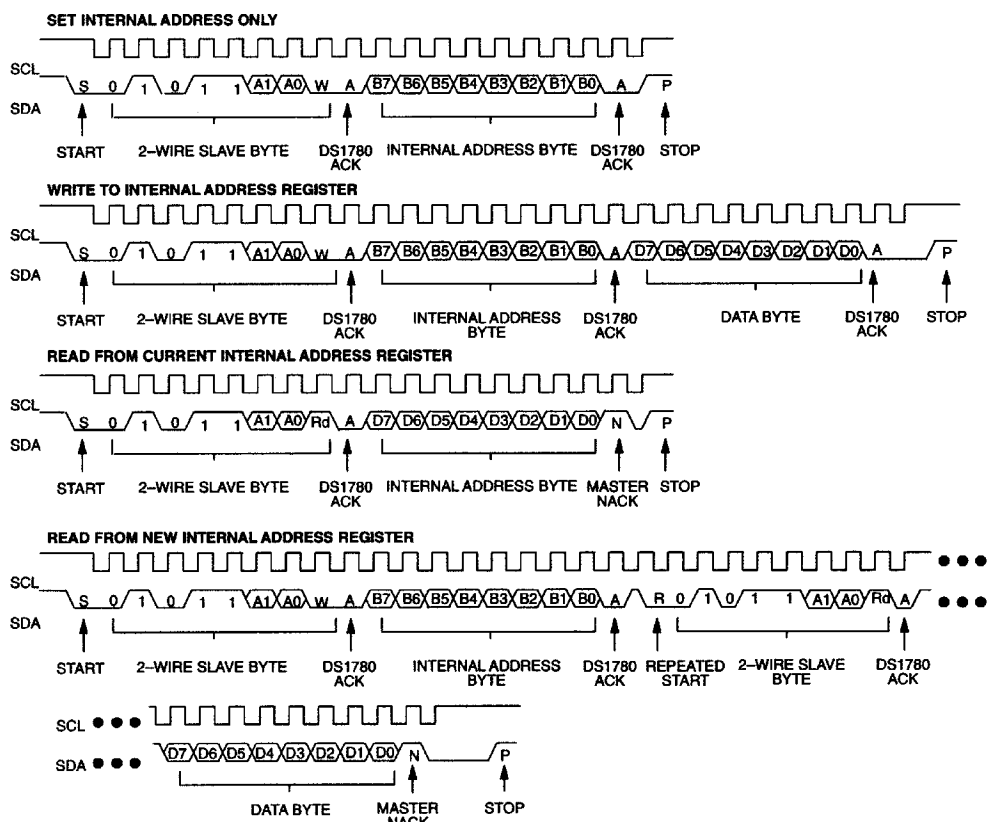 SET INTERNAL ADDRESS ONLY
SCL
S 0 1 0 1 1 A1 A0 W A B7 B6 B5 B4 B3 B2 B1 B0 A P
SDA
START 2–WIRE SLAVE BYTE DS1780 ACK INTERNAL ADDRESS BYTE DS1780 ACK STOP
WRITE TO INTERNAL ADDRESS REGISTER
SCL
S 0 1 0 1 1 A1 A0 W A B7 B6 B5 B4 B3 B2 B1 B0 A D7 D6 D5 D4 D3 D2 D1 D0 A P
SDA
START 2–WIRE SLAVE BYTE DS1780 ACK INTERNAL ADDRESS BYTE DS1780 ACK DATA BYTE DS1780 ACK STOP
READ FROM CURRENT INTERNAL ADDRESS REGISTER
SCL
S 0 1 0 1 1 A1 A0 Rd A D7 D6 D5 D4 D3 D2 D1 D0 N P
SDA
START 2–WIRE SLAVE BYTE DS1780 ACK INTERNAL ADDRESS BYTE MASTER NACK STOP
READ FROM NEW INTERNAL ADDRESS REGISTER
SCL
S 0 1 0 1 1 A1 A0 W A B7 B6 B5 B4 B3 B2 B1 B0 A R 0 1 0 1 1 A1 A0 Rd A
SDA
START 2–WIRE SLAVE BYTE DS1780 ACK INTERNAL ADDRESS BYTE DS1780 ACK REPEATED START 2–WIRE SLAVE BYTE DS1780 ACK
SCL
SDA D7 D6 D5 D4 D3 D2 D1 D0 N P
DATA BYTE MASTER NACK STOP